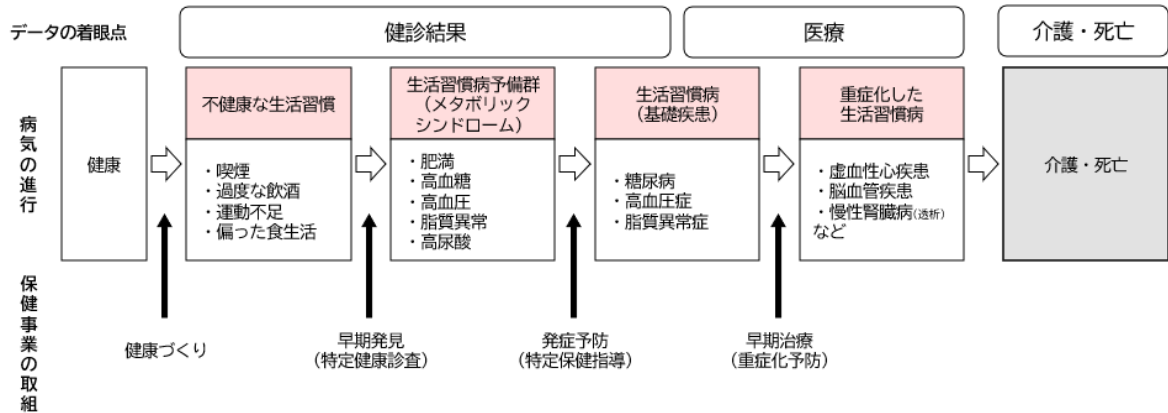 データの着眼点
健診結果
医療
介護・死亡
病気の進行
健康
不健康な生活習慣
・喫煙
・過度な飲酒
・運動不足
・偏った食生活
生活習慣病予備群
（メタボリック
シンドローム）
・肥満
・高血糖
・高血圧
・脂質異常
・高尿酸
生活習慣病
（基礎疾患）
・糖尿病
・高血圧症
・脂質異常症
重症化した
生活習慣病
・虚血性心疾患
・脳血管疾患
・慢性腎臓病(透析)
など
介護・死亡
保健事業の取組
健康づくり
早期発見
(特定健康診査)
発症予防
(特定保健指導)
早期治療
(重症化予防)